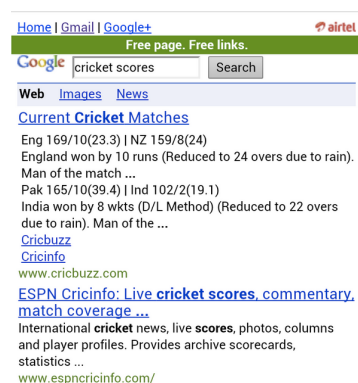 Home | Gmail | Google+ airtel
Free page. Free links.
Google cricket scores Search
Web Images News
Current Cricket Matches
Eng 169/10(23.3) | NZ 159/8(24)
England won by 10 runs (Reduced to 24 overs due to rain).
Man of the match ...
Pak 165/10(39.4) | Ind 102/2(19.1)
India won by 8 wkts (D/L Method) (Reduced to 22 overs
due to rain). Man of the ...
Cricbuzz
Cricinfo
www.cricbuzz.com
ESPN Cricinfo: Live cricket scores, commentary,
match coverage ...
International cricket news, live scores, photos, columns
and player profiles. Provides archive scorecards,
statistics ...
www.espncricinfo.com/